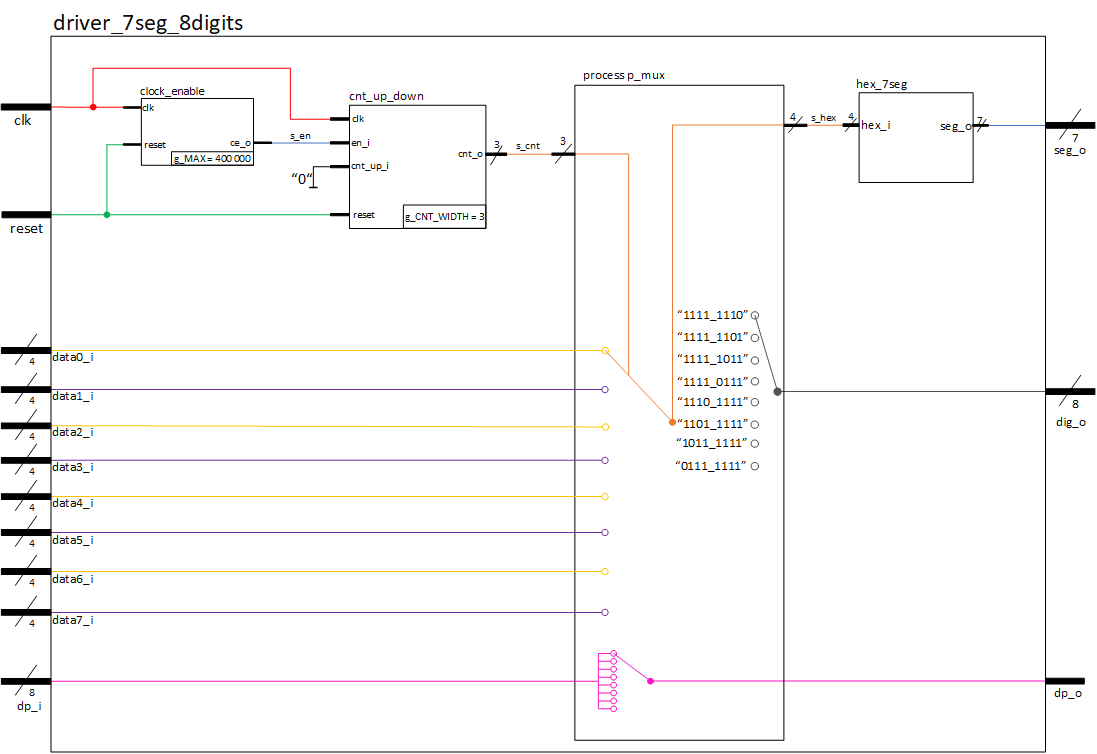 driver_7seg_8digits
process p_mux
hex_7seg
clock_enable
cnt_up_down
clk
clk
reset
ce_o
g_MAX = 400 000
s_en
clk
en_i
cnt_up_i
reset
cnt_o
g_CNT_WIDTH = 3
“0“
3
s_cnt
3
4
s_hex
4
hex_i
seg_o
7
7
seg_o
reset
“1111_1110”
“1111_1101”
“1111_1011”
“1111_0111”
“1110_1111”
“1101_1111”
“1011_1111”
“0111_1111”
8
dig_o
4
data0_i
4
data1_i
4
data2_i
4
data3_i
4
data4_i
4
data5_i
4
data6_i
4
data7_i
8
dp_i
dp_o